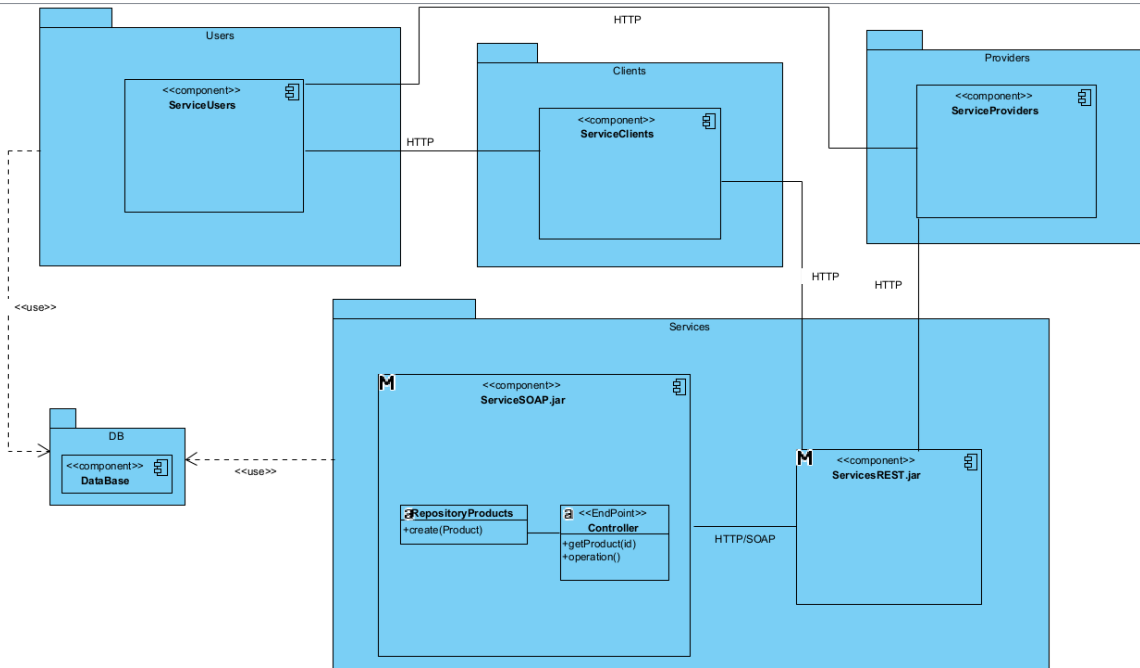 HTTP
Users
<<component>>
ServiceUsers
Clients
<<component>>
ServiceClients
Providers
<<component>>
ServiceProviders
HTTP
HTTP
HTTP
<<use>>
Services
M
<<component>>
ServiceSOAP.jar
a
RepositoryProducts
+create(Product)
a
<<EndPoint>>
Controller
+getProduct(id)
+operation()
HTTP/SOAP
M
<<component>>
ServicesREST.jar
DB
<<component>>
DataBase
<<use>>